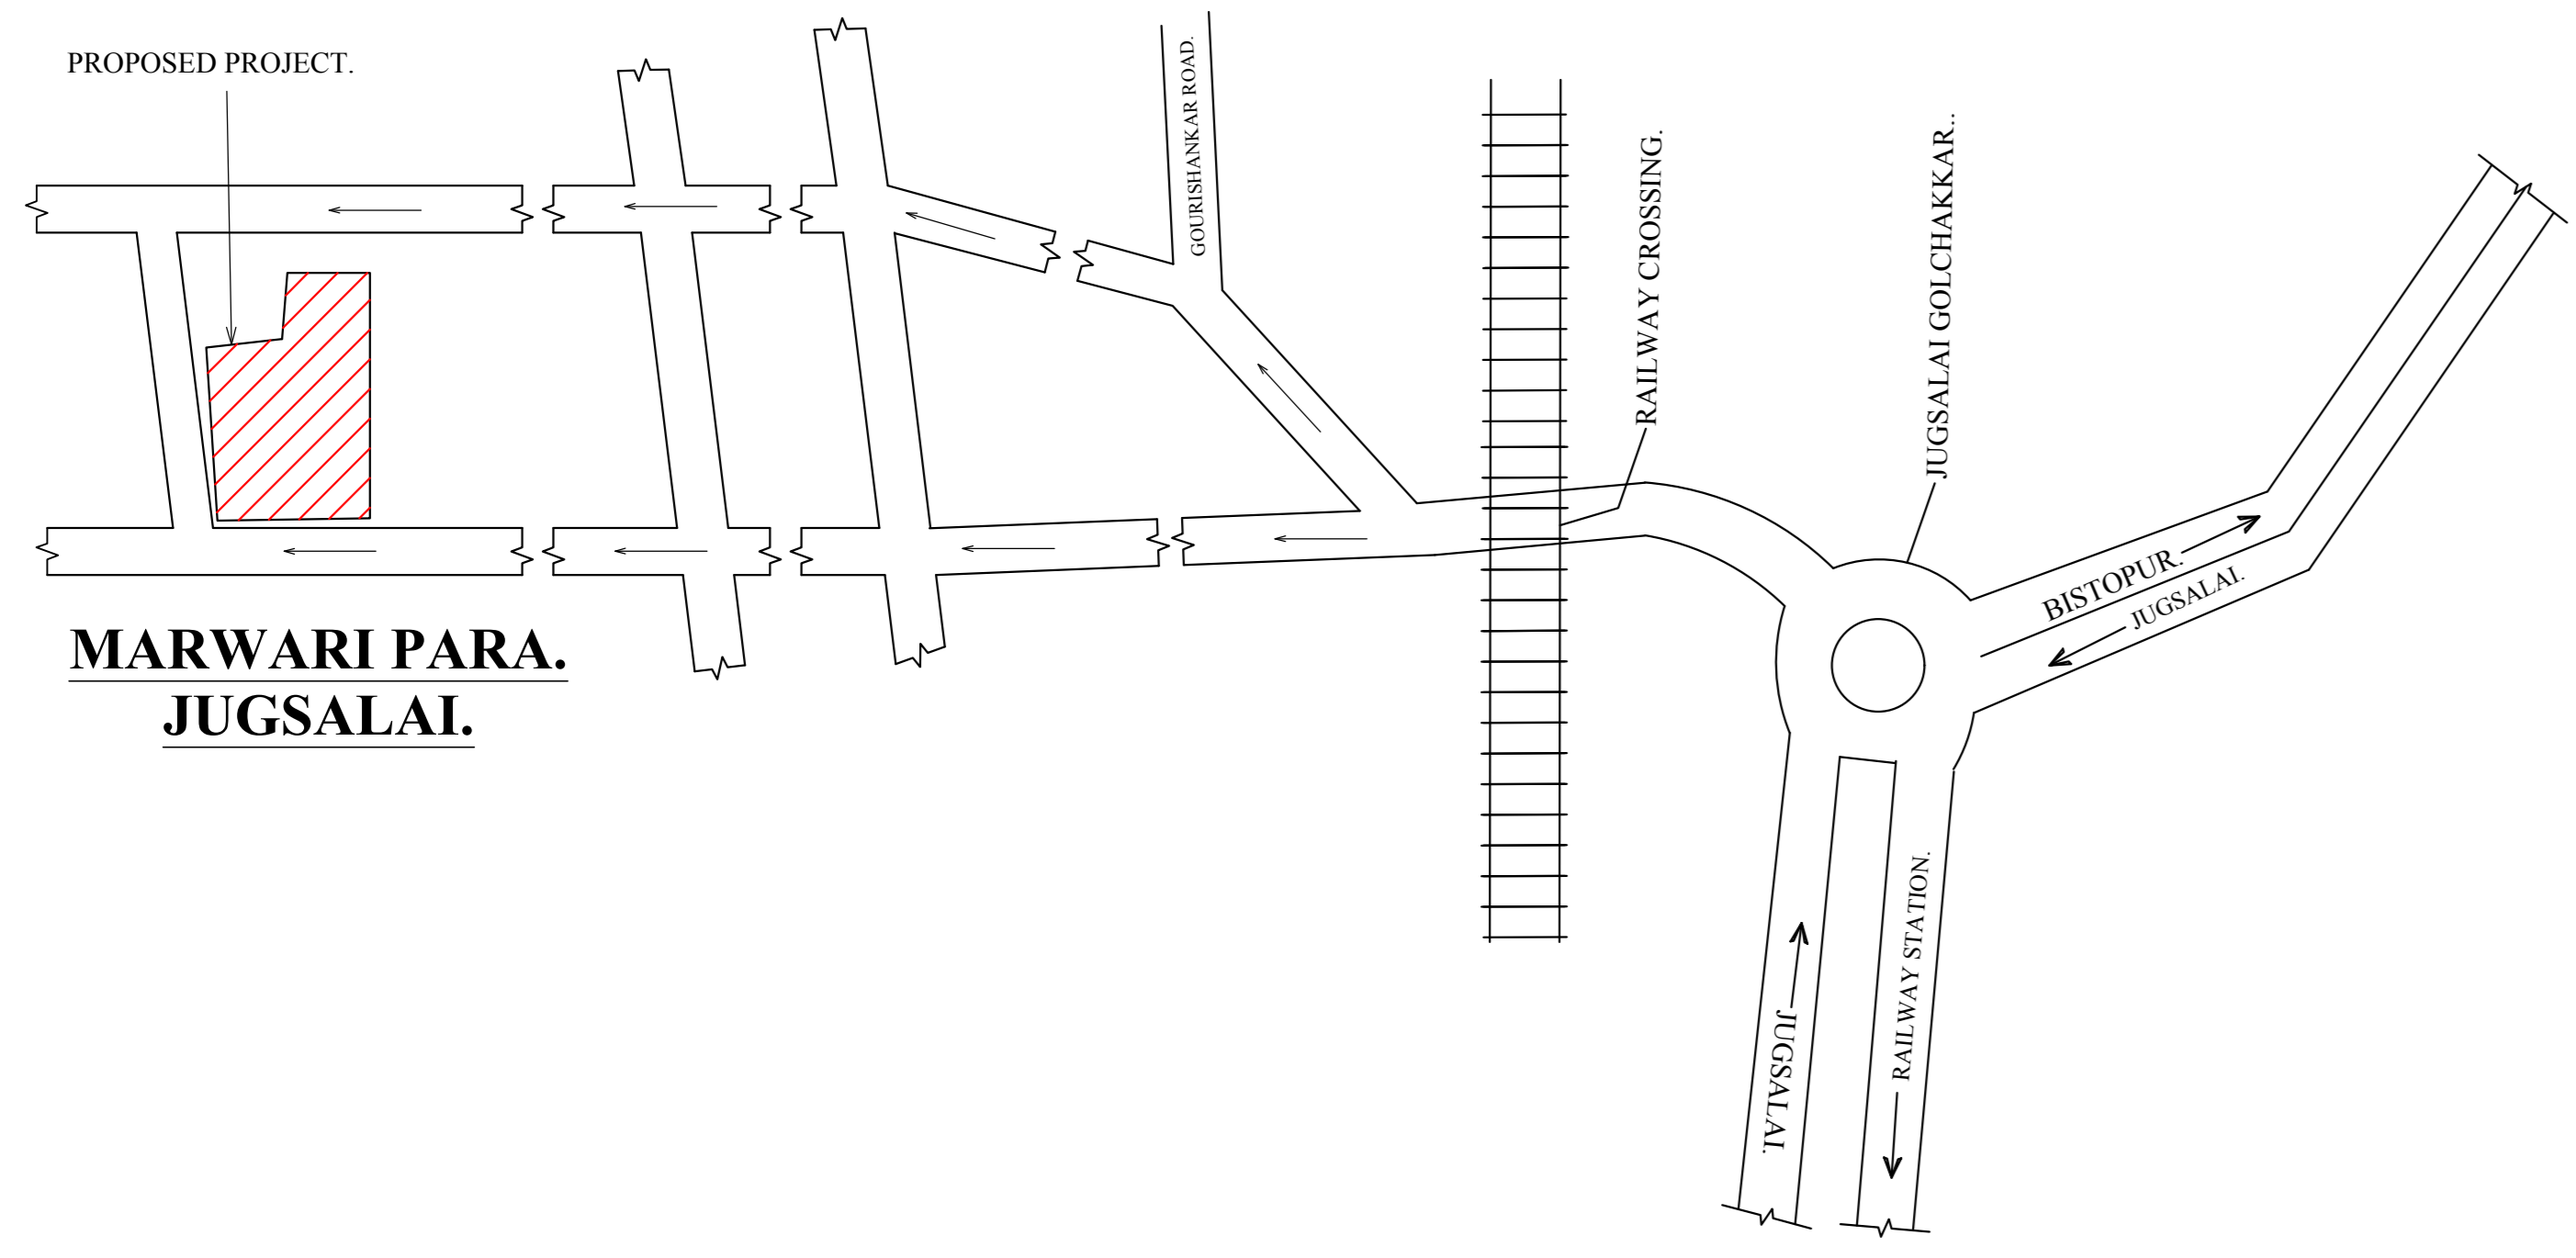 PROPOSED PROJECT.
GOURISHANKAR ROAD.
RAILWAY CROSSING.
JUGSALAI GOLCHAKKAR..
BISTOPUR.
JUGSALAI.
MARWARI PARA.
JUGSALAI.
JUGSALAI.
RAILWAY STATION.